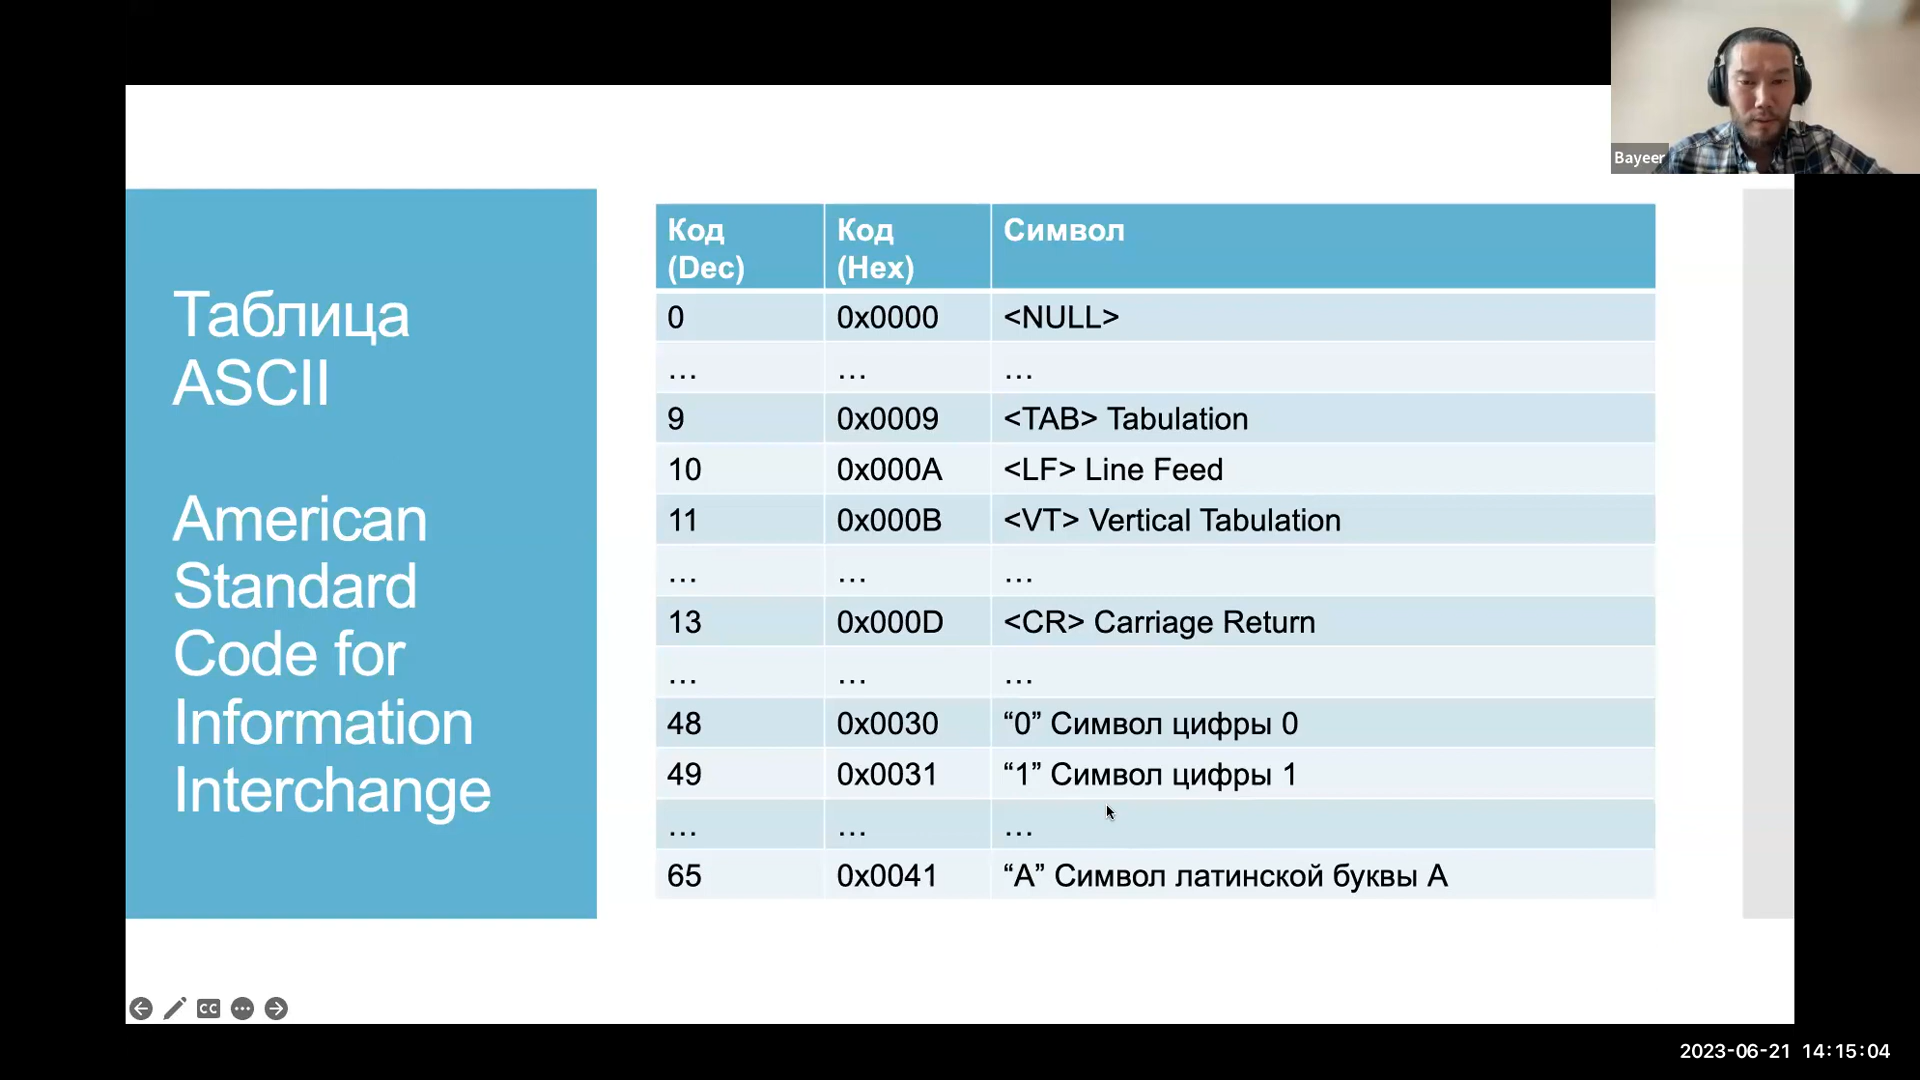 Bayeer
Таблица
ASCII
American
Standard
Code for
Information
Interchange
Код (Dec) Код (Hex) Символ
0 0x0000 <NULL>
… … …
9 0x0009 <TAB> Tabulation
10 0x000A <LF> Line Feed
11 0x000B <VT> Vertical Tabulation
… … …
13 0x000D <CR> Carriage Return
… … …
48 0x0030 “0” Символ цифры 0
49 0x0031 “1” Символ цифры 1
… … …
65 0x0041 “A” Символ латинской буквы A
CC
2023-06-21 14:15:04